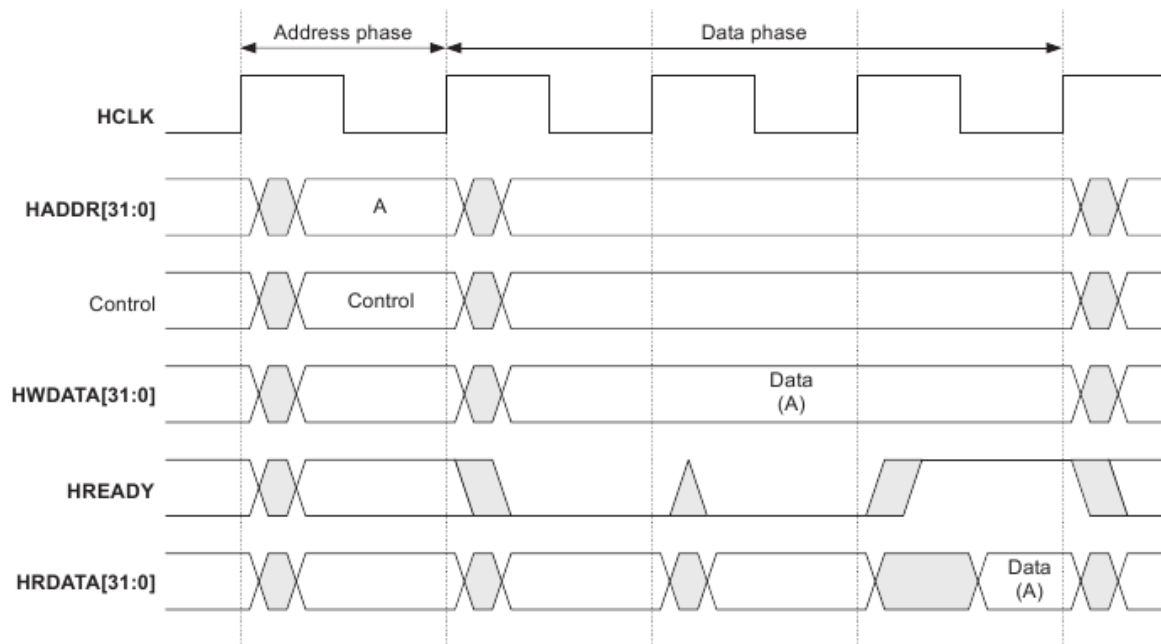 Address phase
Data phase
HCLK
HADDR[31:0]
A
Control
Control
HWDATA[31:0]
Data
(A)
HREADY
HRDATA[31:0]
Data
(A)